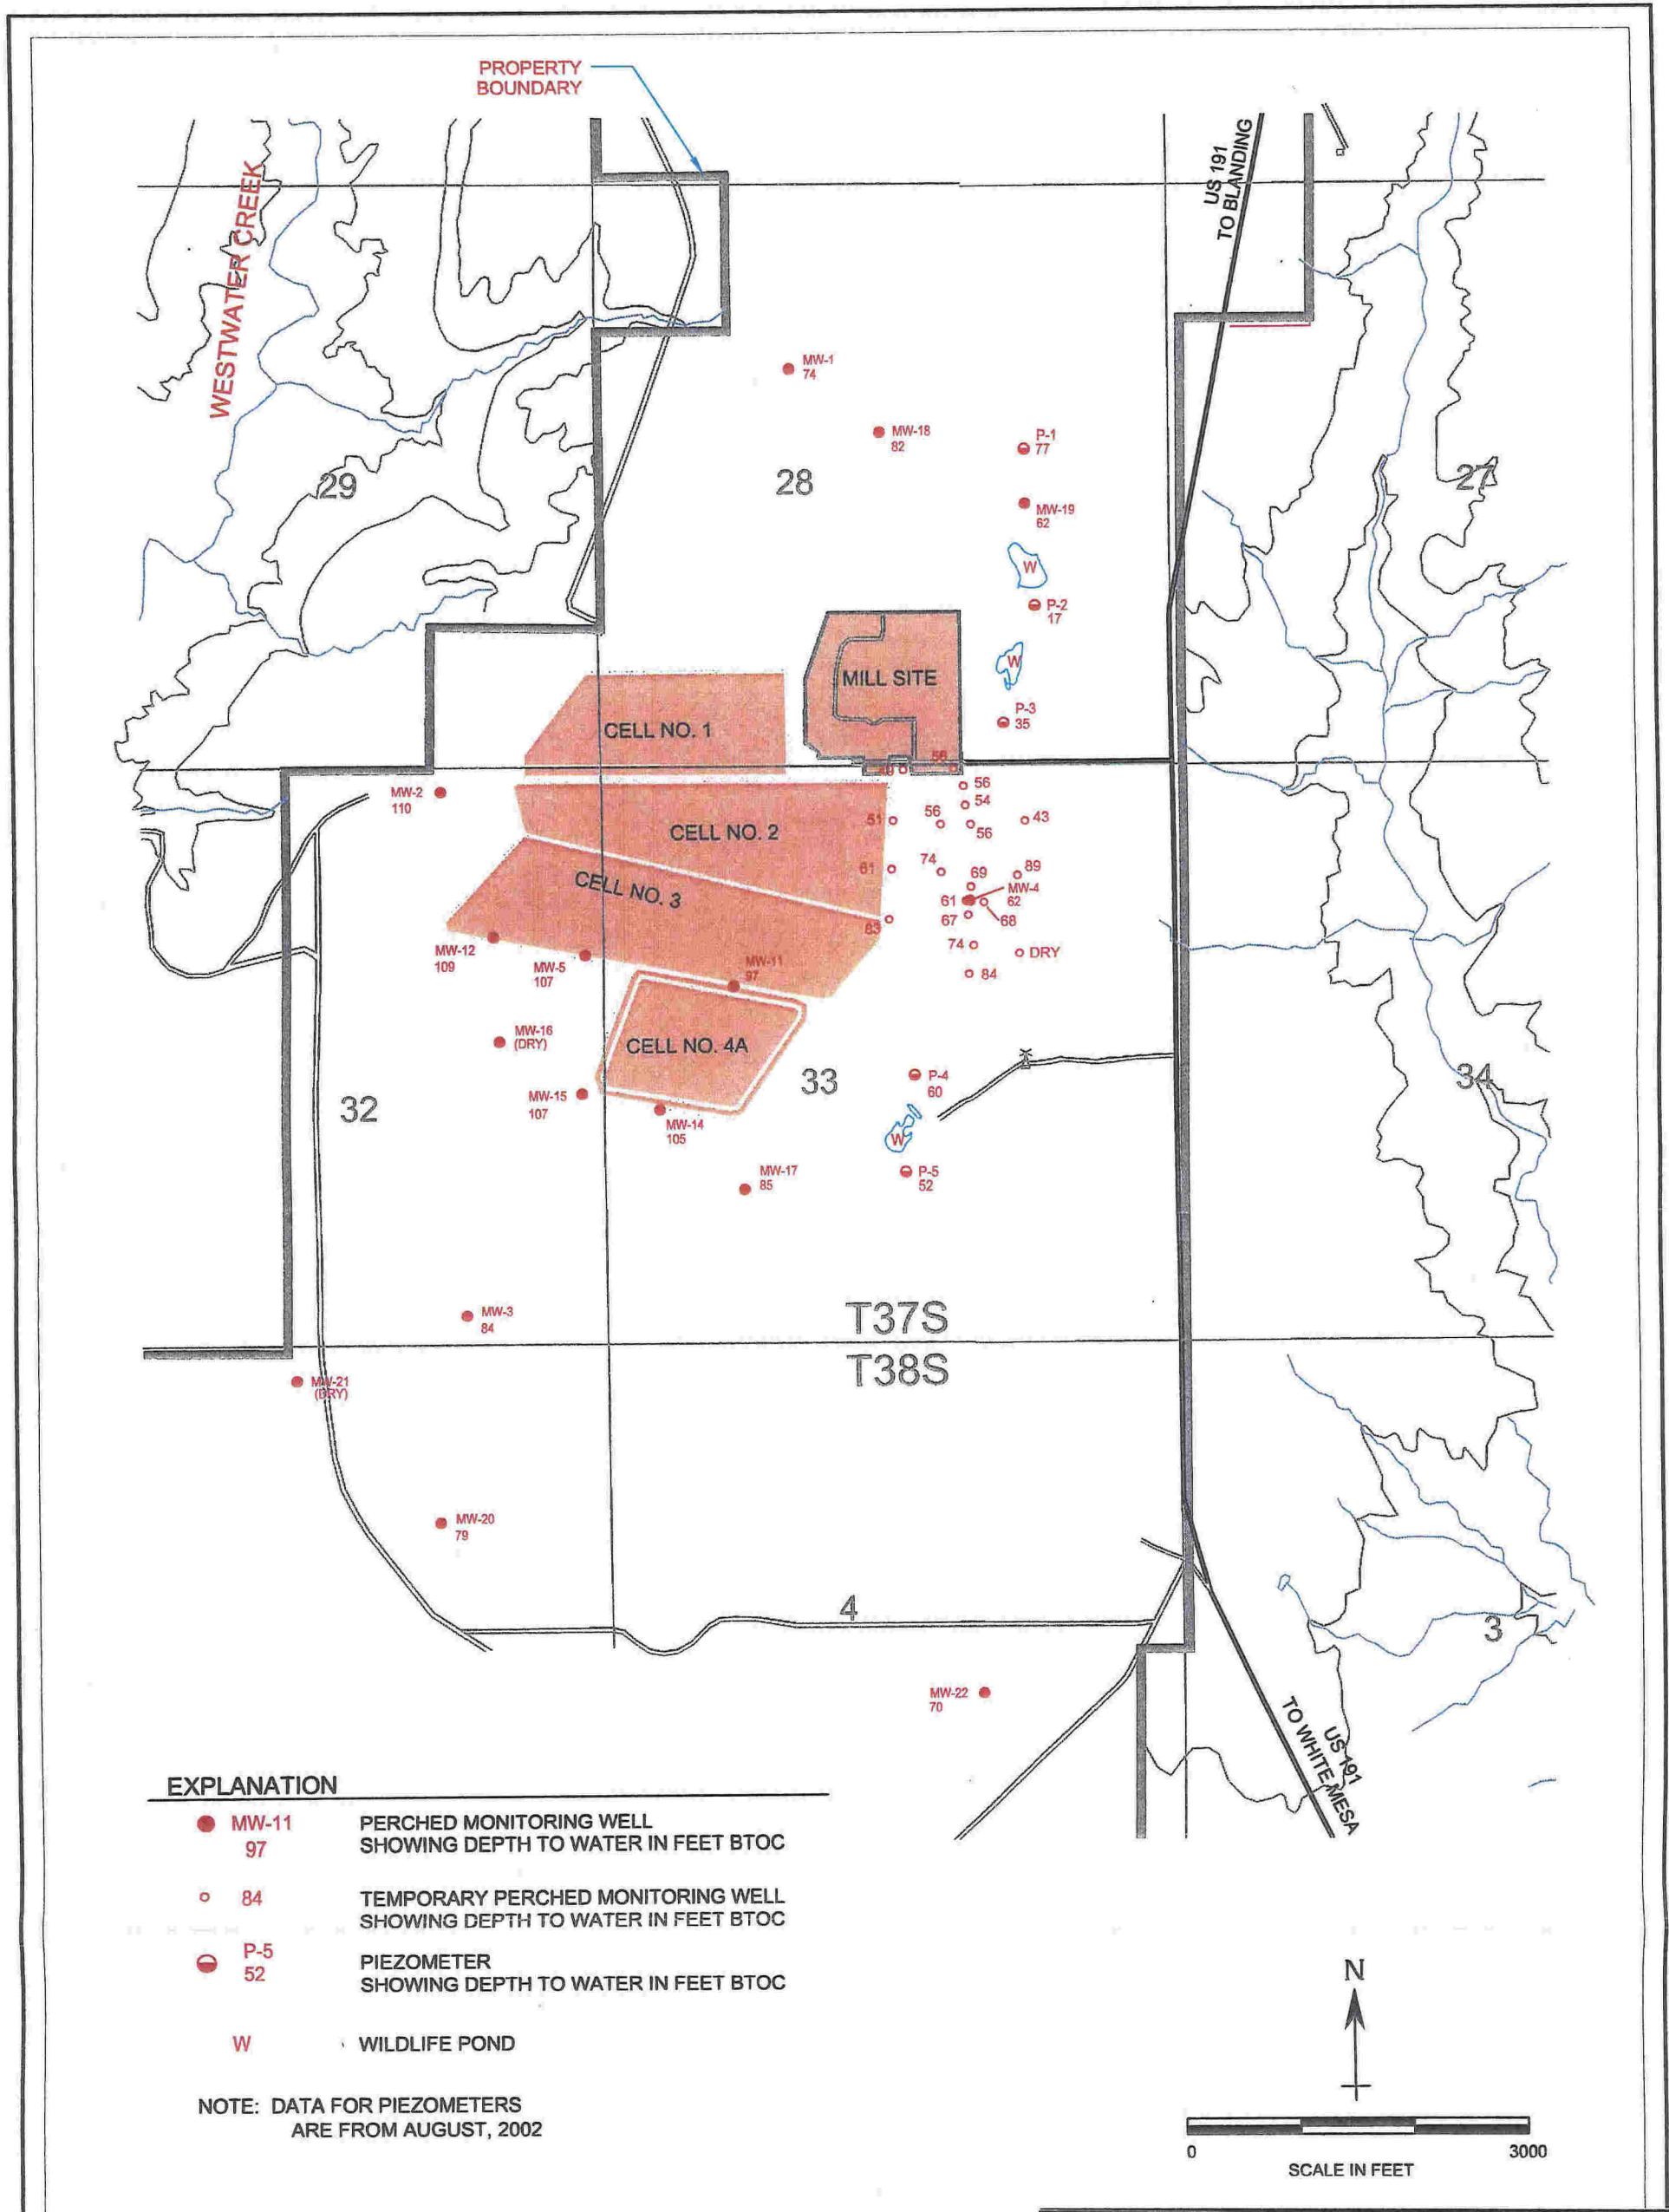 PROPERTY
BOUNDARY
WESTWATER CREEK
US 191
TO BLANDING
MW-1
74
MW-18
82
P-1
77
29
28
27
MW-19
62
W
P-2
17
W
MILL SITE
P-3
35
CELL NO. 1
56
MW-2
110
54
CELL NO. 2
51
56
56
43
61
74
69
89
CELL NO. 3
MW-4
62
61
67
68
83
74
DRY
84
MW-12
109
MW-5
107
MW-11
97
MW-16
(DRY)
CELL NO. 4A
33
P-4
60
34
32
MW-15
107
MW-14
105
W
MW-17
85
P-5
52
MW-3
84
T37S
T38S
MW-21
(DRY)
MW-20
79
4
3
MW-22
70
US 191
TO WHITE MESA
EXPLANATION
MW-11
97
PERCHED MONITORING WELL
SHOWING DEPTH TO WATER IN FEET BTOC
84
TEMPORARY PERCHED MONITORING WELL
SHOWING DEPTH TO WATER IN FEET BTOC
P-5
52
PIEZOMETER
SHOWING DEPTH TO WATER IN FEET BTOC
W
WILDLIFE POND
NOTE: DATA FOR PIEZOMETERS
ARE FROM AUGUST, 2002
N
0
3000
SCALE IN FEET